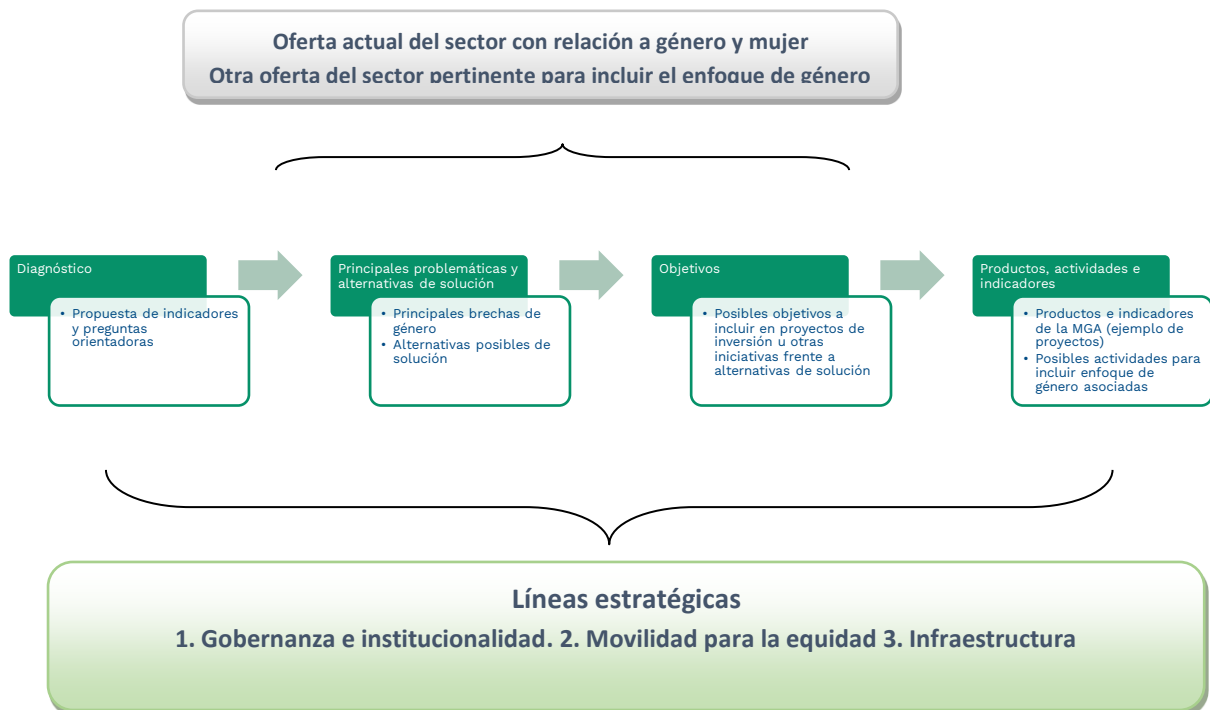 Oferta actual del sector con relación a género y mujer
Otra oferta del sector pertinente para incluir el enfoque de género
Diagnóstico
• Propuesta de indicadores
y preguntas
orientadoras
Principales problemáticas y
alternativas de solución
• Principales brechas de
género
• Alternativas posibles de
solución
Objetivos
• Posibles objetivos a
incluir en proyectos de
inversión u otras
iniciativas frente a
alternativas de solución
Productos, actividades e
indicadores
• Productos e indicadores
de la MGA (ejemplo de
proyectos)
• Posibles actividades para
incluir enfoque de
género asociadas
Líneas estratégicas
1. Gobernanza e institucionalidad. 2. Movilidad para la equidad 3. Infraestructura